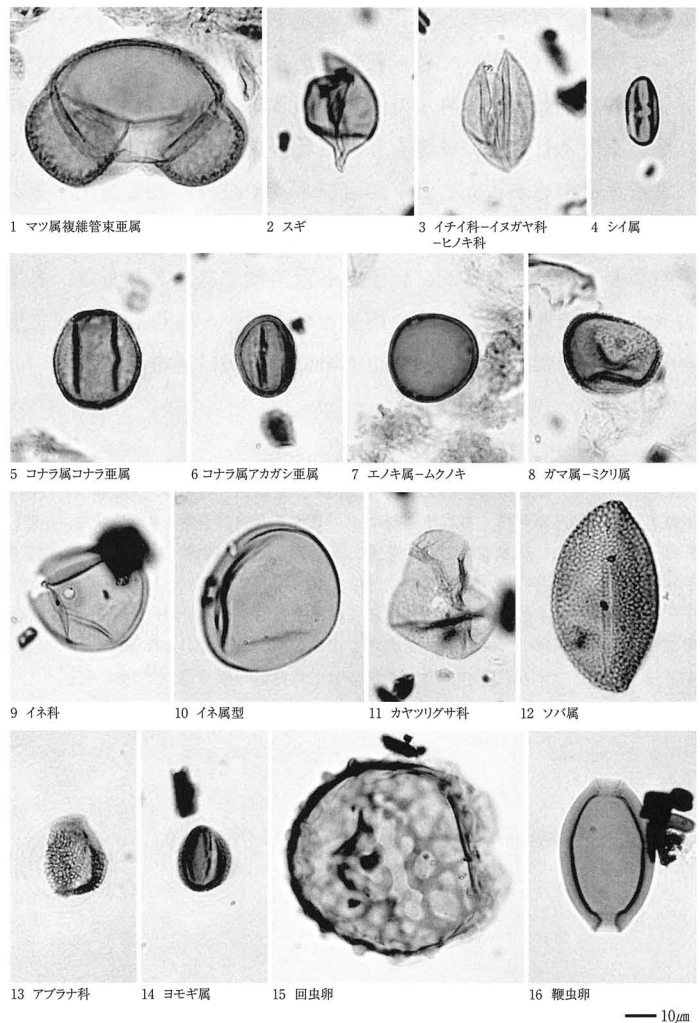 1 マツ属複維管束亜属
2 スギ
3 イチイ科−イヌガヤ科
−ヒノキ科
4 シイ属
5 コナラ属コナラ亜属
6 コナラ属アカガシ亜属
7 エノキ属−ムクノキ
8 ガマ属−ミクリ属
9 イネ科
10 イネ属型
11 カヤツリグサ科
12 ソバ属
13 アブラナ科
14 ヨモギ属
15 回虫卵
16 鞭虫卵
10μm